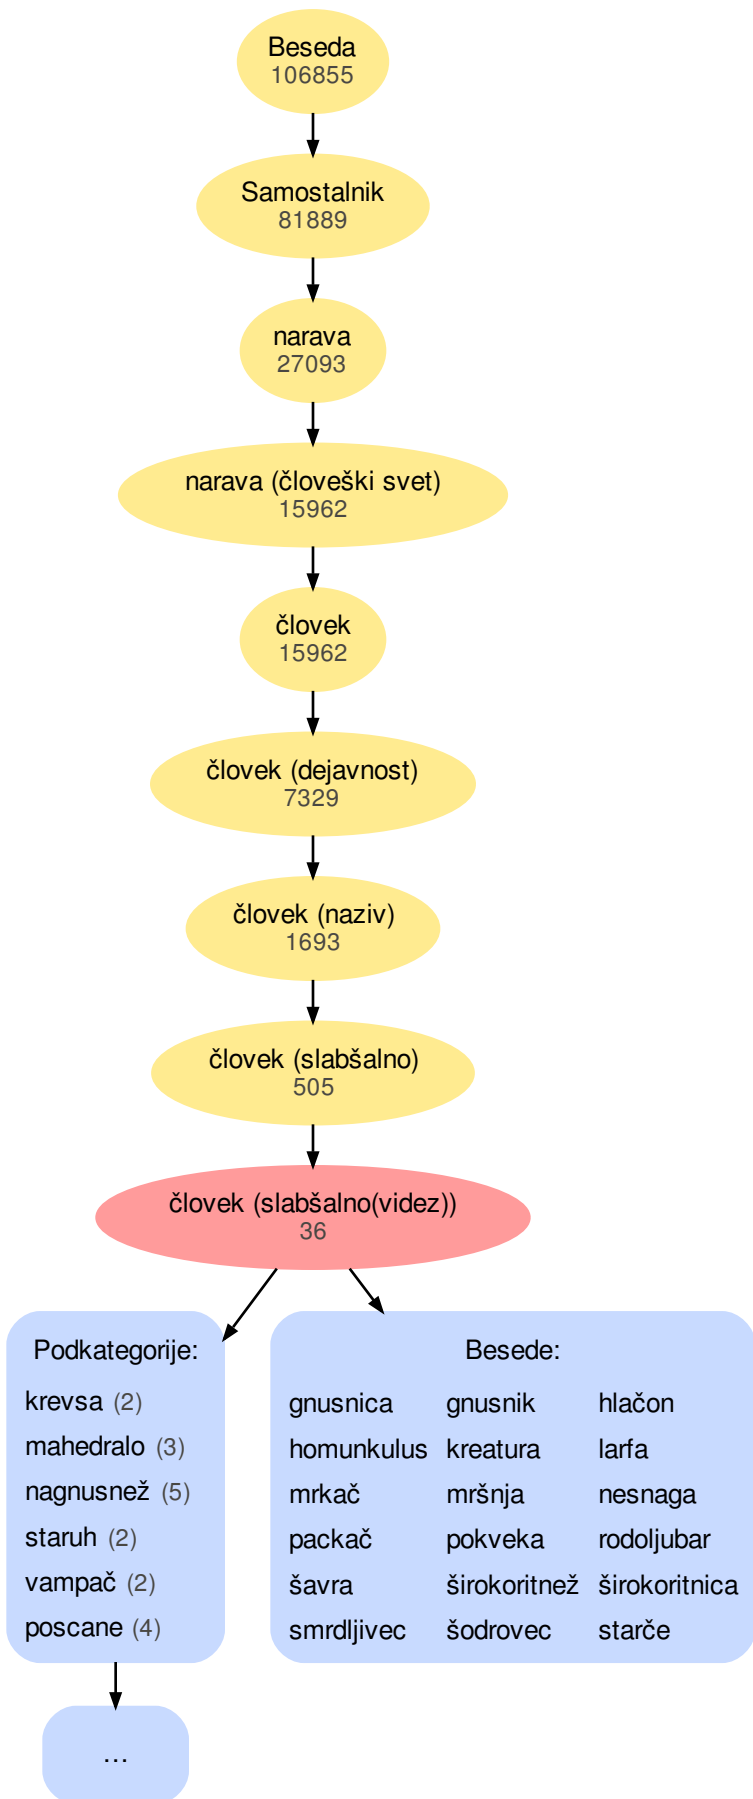 Beseda
106855
Samostalnik
81889
narava
27093
narava (človeški svet)
15962
človek
15962
človek (dejavnost)
7329
človek (naziv)
1693
človek (slabšalno)
505
človek (slabšalno(videz))
36
Podkategorije:
krevsa (2)
mahedralo (3)
nagnusnež (5)
staruh (2)
vampač (2)
poscane (4)
...
Besede:
gnusnica gnusnik hlačon
homunkulus kreatura larfa
mrkač mršnja nesnaga
packač pokveka rodoljubar
šavra širokoritnež širokoritnica
smrdljivec šodrovec starče